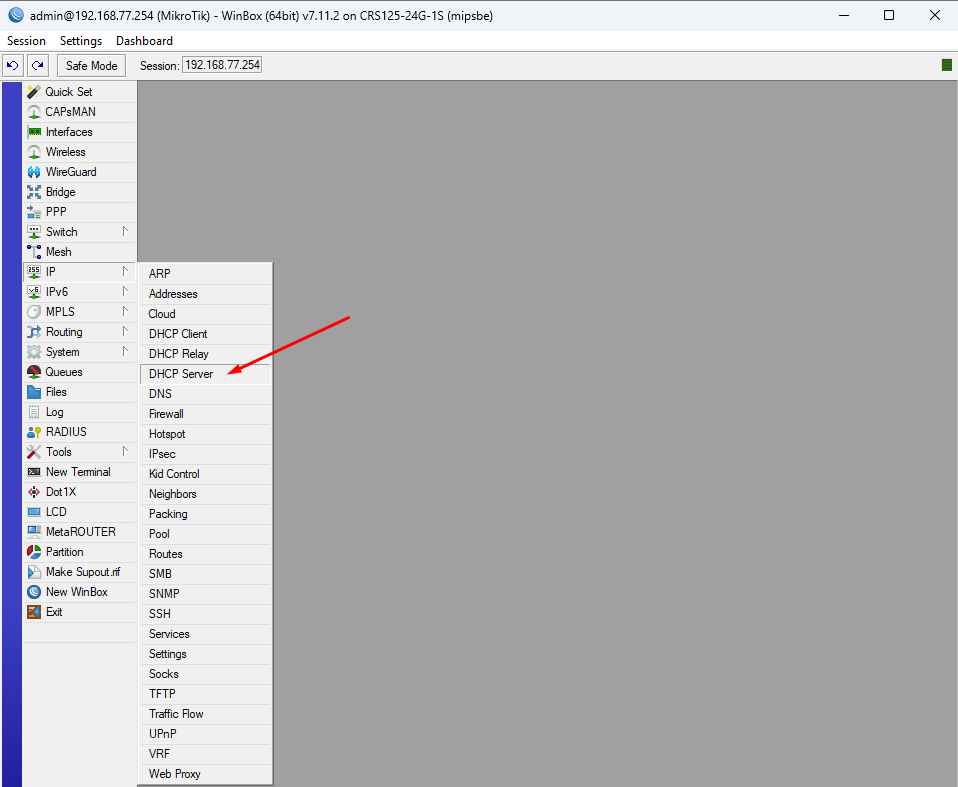 admin@192.168.77.254 (MikroTik) - WinBox (64bit) v7.11.2 on CRS125-24G-1S (mipsbe)
Session Settings Dashboard
Safe Mode Session: 192.168.77.254
Quick Set
CAPsMAN
Interfaces
Wireless
WireGuard
Bridge
PPP
Switch
Mesh
IP
IPv6
MPLS
Routing
System
Queues
Files
Log
RADIUS
Tools
New Terminal
Dot1X
LCD
MetaROUTER
Partition
Make Supout.rif
New WinBox
Exit
ARP
Addresses
Cloud
DHCP Client
DHCP Relay
DHCP Server
DNS
Firewall
Hotspot
IPsec
Kid Control
Neighbors
Packing
Pool
Routes
SMB
SNMP
SSH
Services
Settings
Socks
TFTP
Traffic Flow
UPnP
VRF
Web Proxy